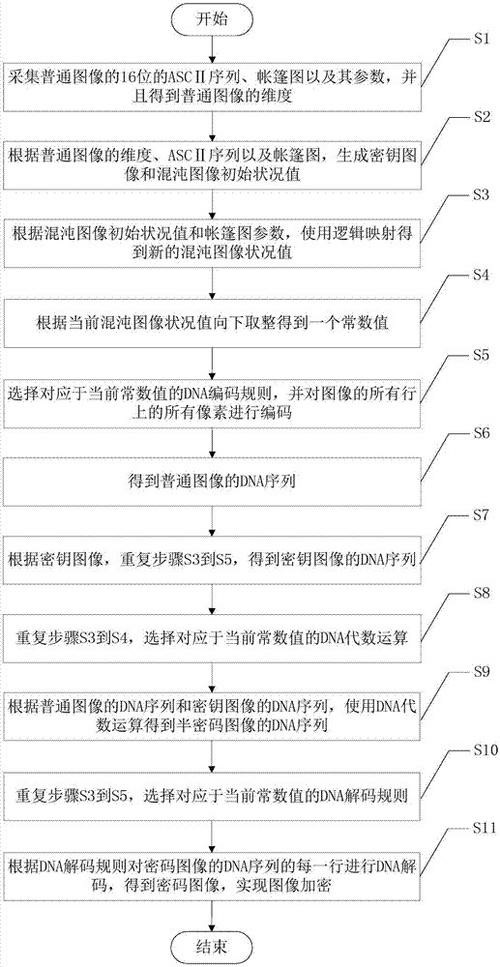 开始
S1
采集普通图像的16位的ASCⅡ序列、帐篷图以及其参数，并
且得到普通图像的维度
S2
根据普通图像的维度、ASCⅡ序列以及帐篷图，生成密钥图
像和混沌图像初始状况值
S3
根据混沌图像初始状况值和帐篷图参数，使用逻辑映射得
到新的混沌图像状况值
S4
根据当前混沌图像状况值向下取整得到一个常数值
S5
选择对应于当前常数值的DNA编码规则，并对图像的所有行
上的所有像素进行编码
S6
得到普通图像的DNA序列
S7
根据密钥图像，重复步骤S3到S5，得到密钥图像的DNA序列
S8
重复步骤S3到S4，选择对应于当前常数值的DNA代数运算
S9
根据普通图像的DNA序列和密钥图像的DNA序列，使用DNA代
数运算得到半密码图像的DNA序列
S10
重复步骤S3到S5，选择对应于当前常数值的DNA解码规则
S11
根据DNA解码规则对密码图像的DNA序列的每一行进行DNA解
码，得到密码图像，实现图像加密
结束